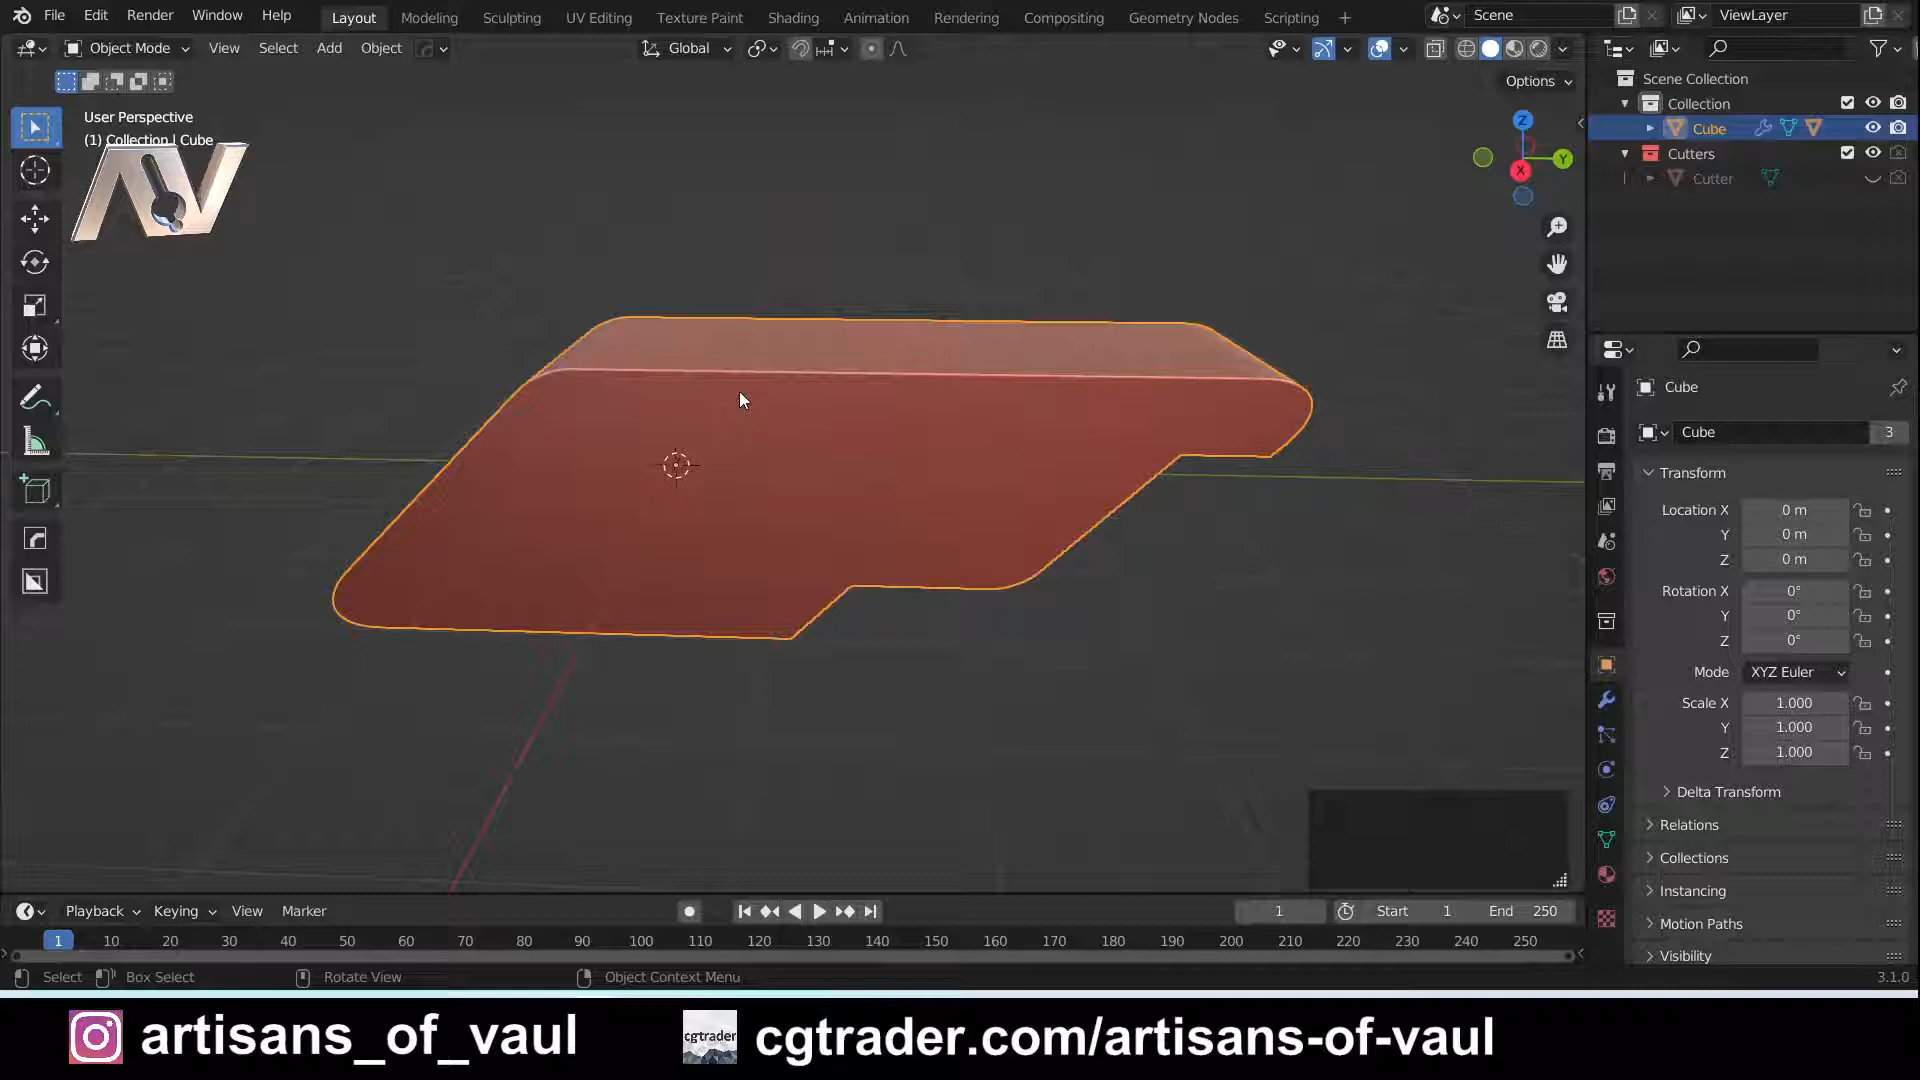 File Edit Render Window Help Layout Modeling Sculpting UV Editing Texture Paint Shading Animation Rendering Compositing Geometry Nodes Scripting Scene ViewLayer
Object Mode View Select Add Object Global
Options
User Perspective
(1) Collection | Cube
Z
Y
X
Scene Collection
Collection
Cube
Cutters
Cutter
Cube
Cube 3
Transform
Location X 0 m
Y 0 m
Z 0 m
Rotation X 0°
Y 0°
Z 0°
Mode XYZ Euler
Scale X 1.000
Y 1.000
Z 1.000
Delta Transform
Relations
Collections
Instancing
Motion Paths
Visibility
Playback Keying View Marker 1 Start 1 End 250
1 10 20 30 40 50 60 70 80 90 100 110 120 130 140 150 160 170 180 190 200 210 220 230 240 250
Select Box Select Rotate View Object Context Menu 3.1.0
artisans_of_vaul cgtrader cgtrader.com/artisans-of-vaul